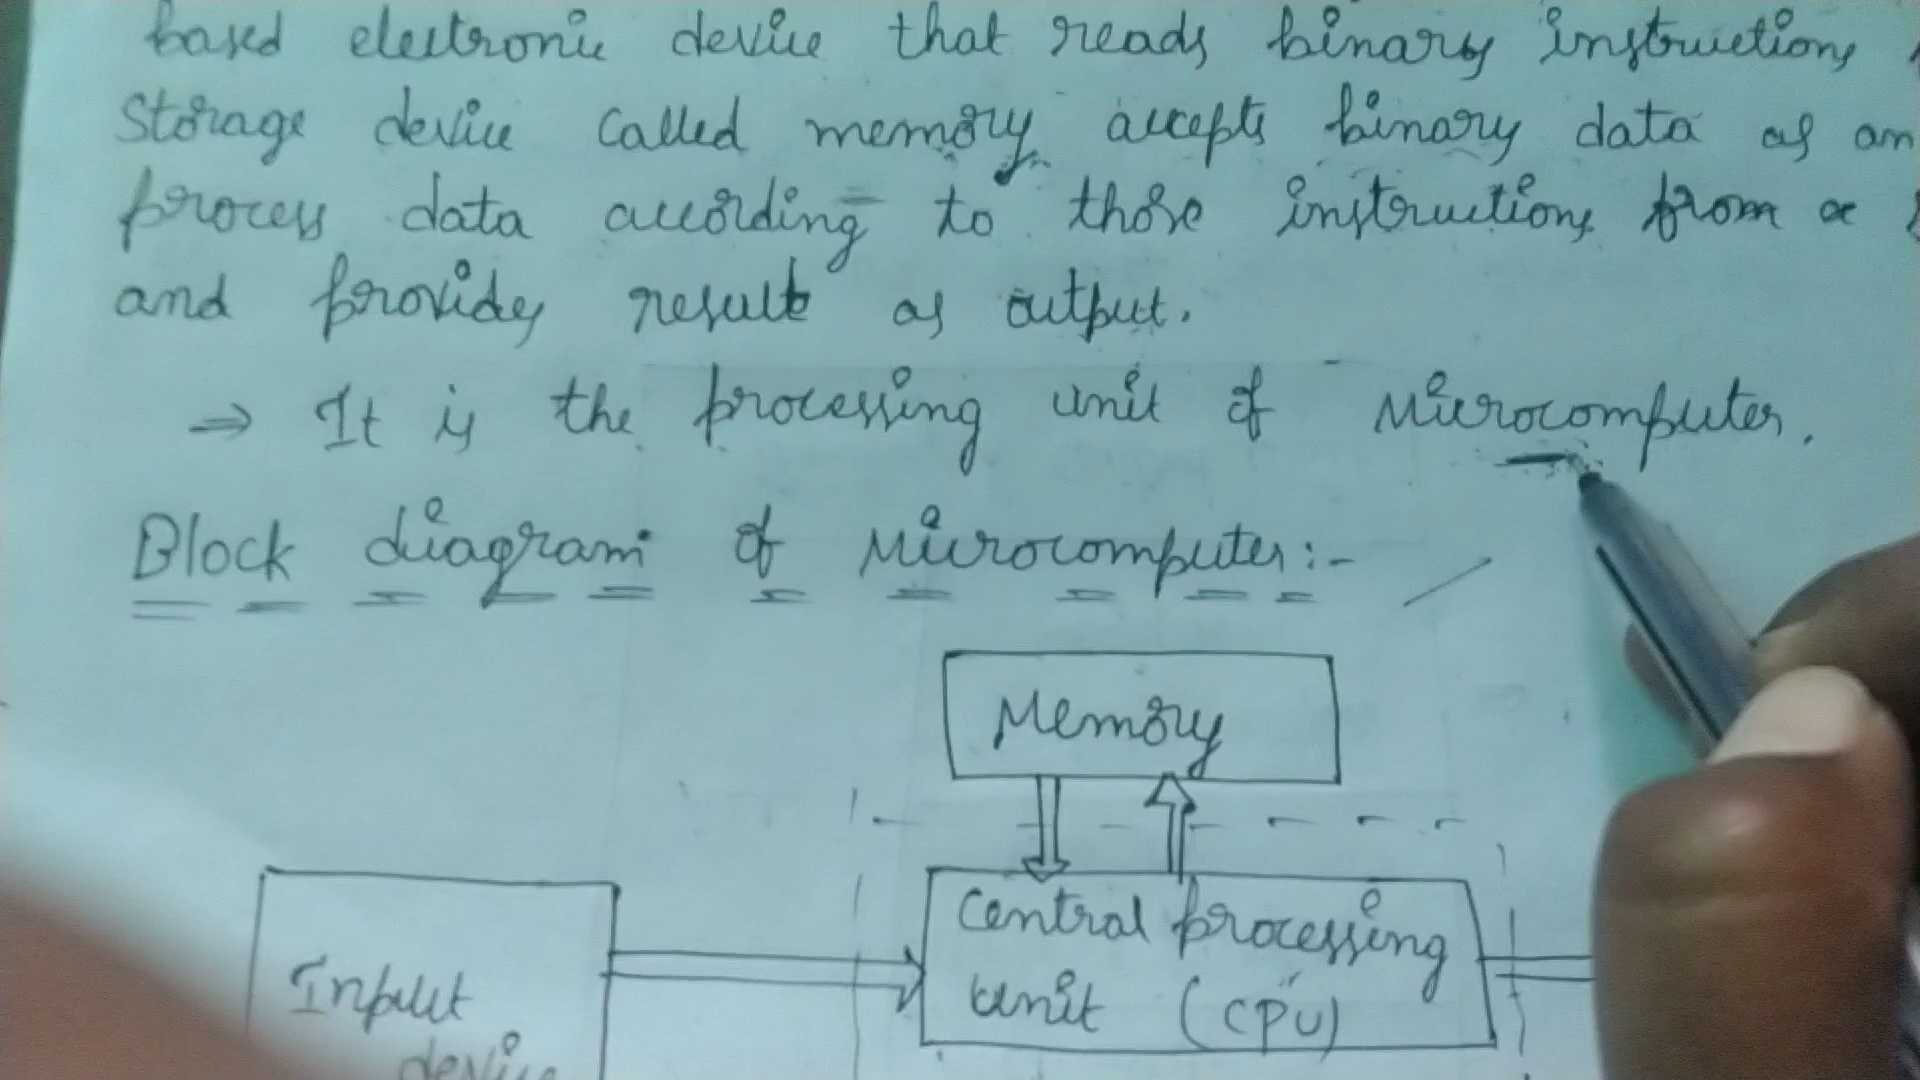 based electronic device that reads binary instructions
Storage device called memory accepts binary data as an
process data according to those instructions from a
and provides result as output.
⇒ It is the processing unit of Microcomputer.
Block diagram of Microcomputer:-
Memory
Central processing
unit (CPU)
Input
device